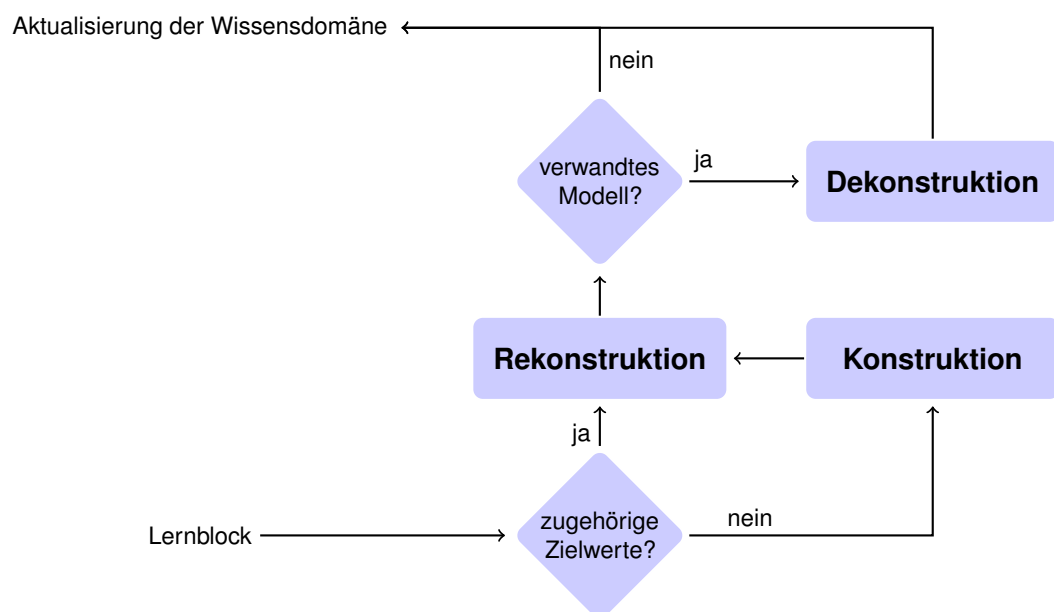 Aktualisierung der Wissensdomäne
nein
verwandtes
Modell?
ja
Dekonstruktion
Rekonstruktion
Konstruktion
ja
Lernblock
zugehörige
Zielwerte?
nein